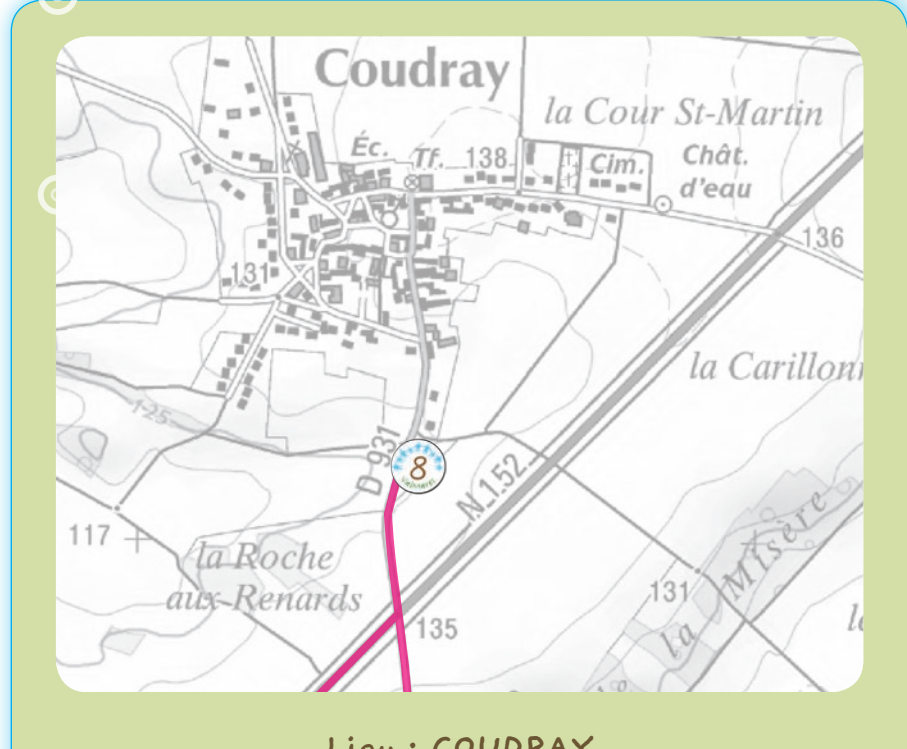 Coudray
la Cour St-Martin
Éc.
Tf.
138
Cim.
Chât.
d'eau
136
131
la Carillon
125
D 931
8
N 152
117
la Roche
aux-Renards
131
la Misère
135
Lieu : COUDRAY